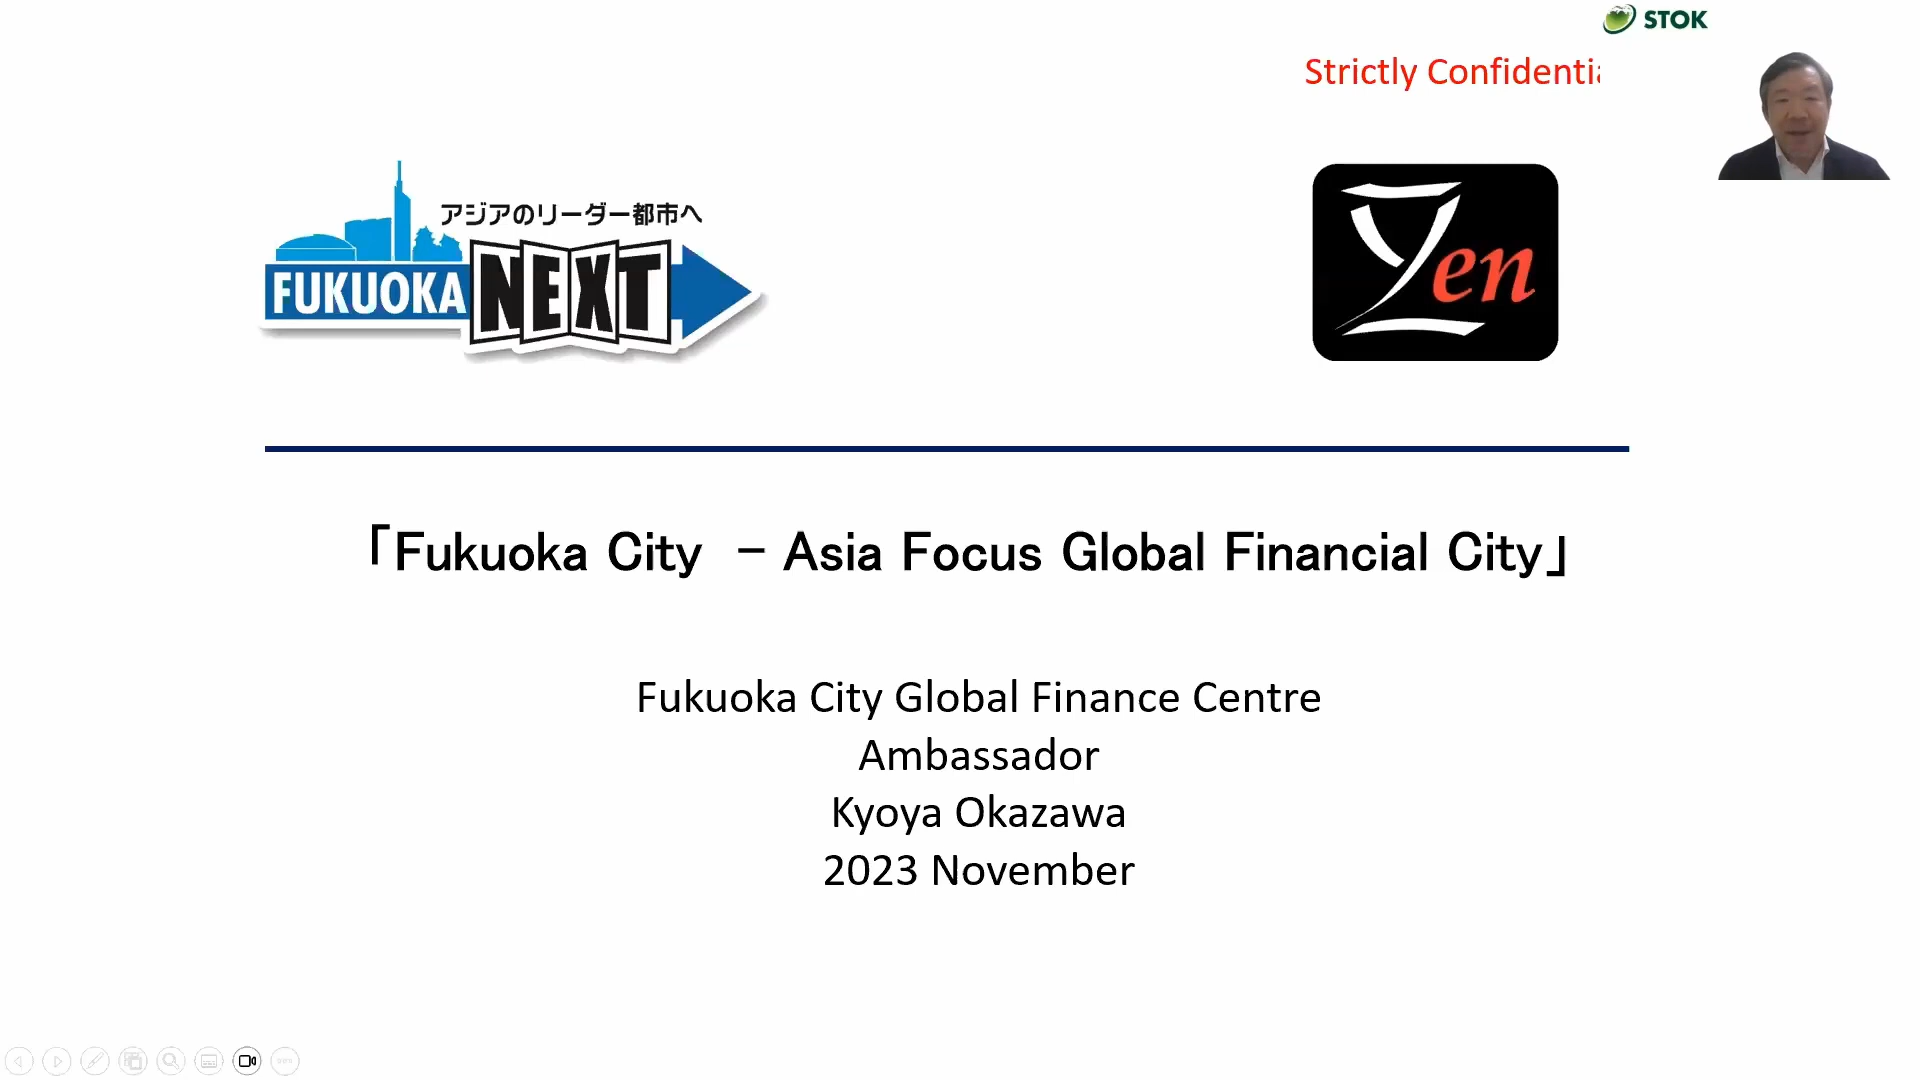 STOK
Strictly Confidentia
アジアのリーダー都市へ
FUKUOKA NEXT
Yen
「Fukuoka City － Asia Focus Global Financial City」
Fukuoka City Global Finance Centre
Ambassador
Kyoya Okazawa
2023 November